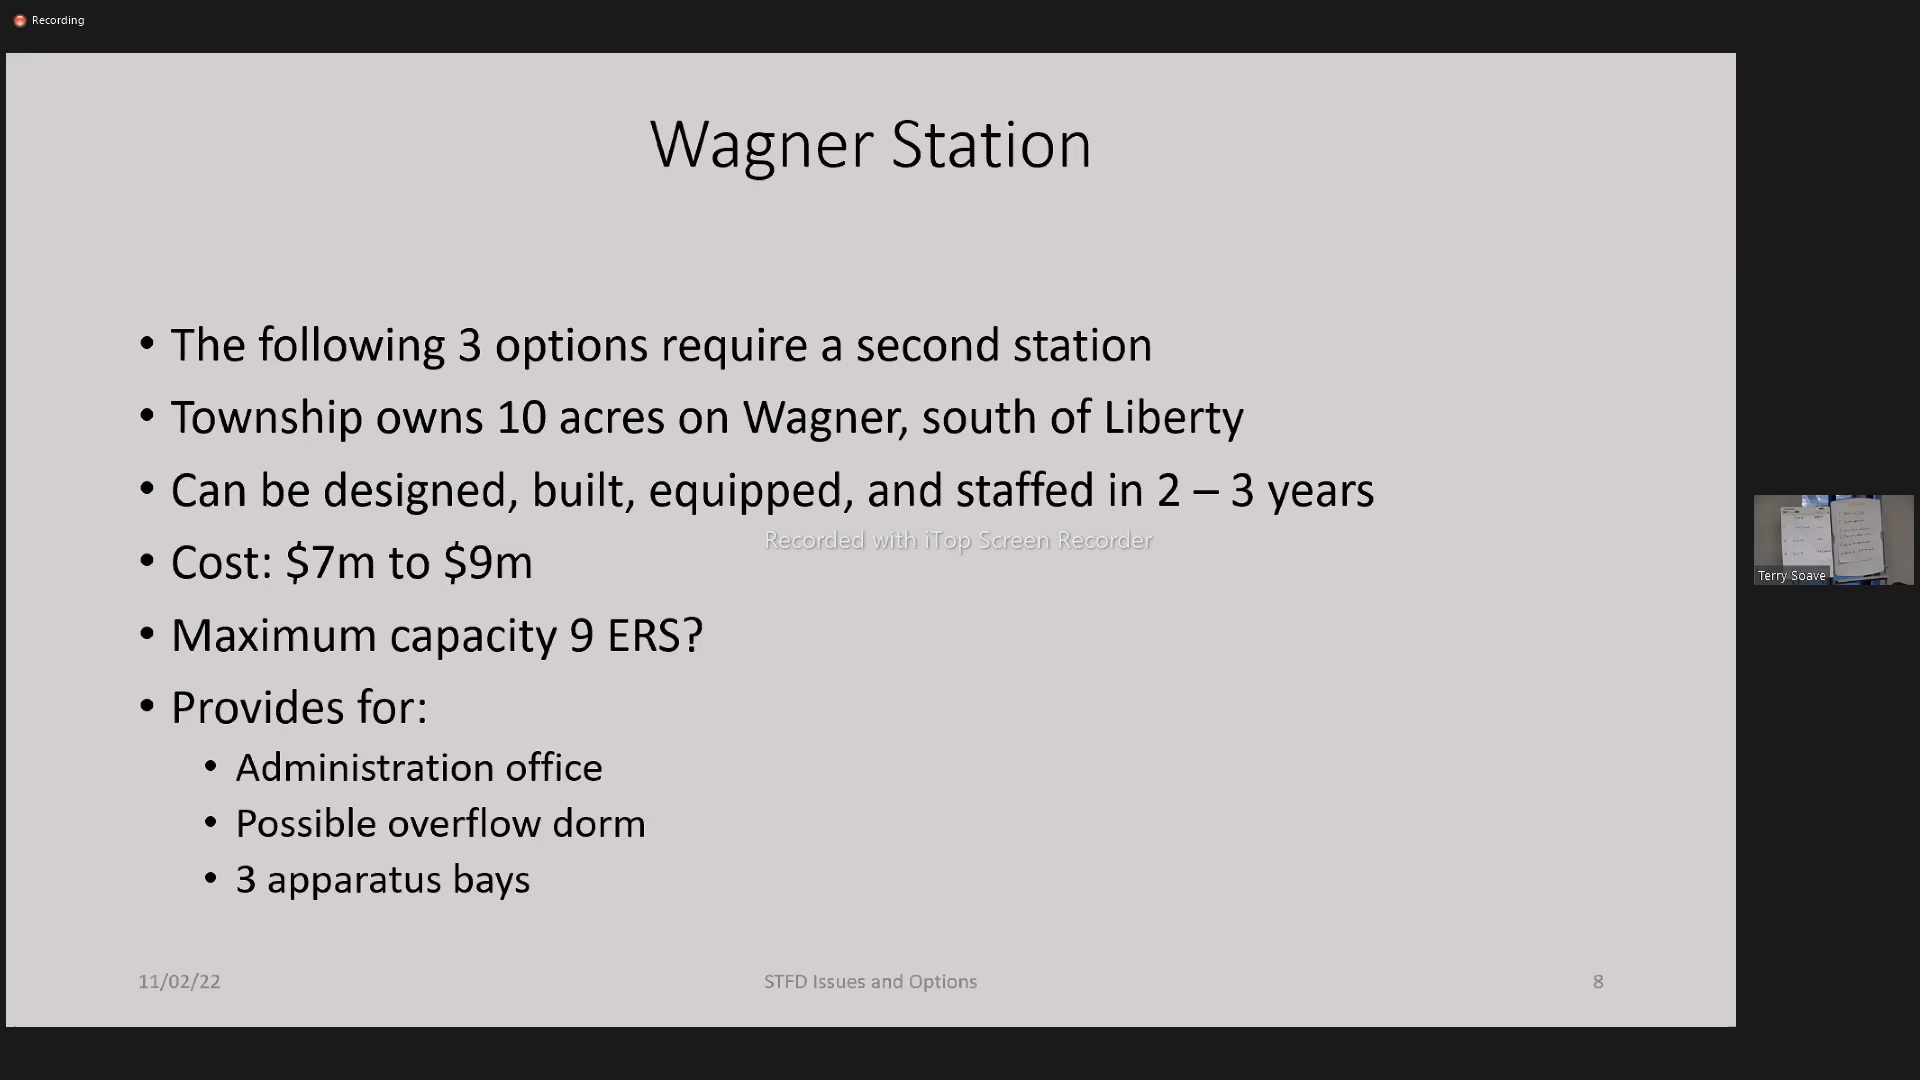 Recording
Wagner Station
• The following 3 options require a second station
• Township owns 10 acres on Wagner, south of Liberty
• Can be designed, built, equipped, and staffed in 2 – 3 years
Recorded with iTop Screen Recorder
• Cost: $7m to $9m
• Maximum capacity 9 ERS?
• Provides for:
• Administration office
• Possible overflow dorm
• 3 apparatus bays
11/02/22
STFD Issues and Options
8
Terry Soave